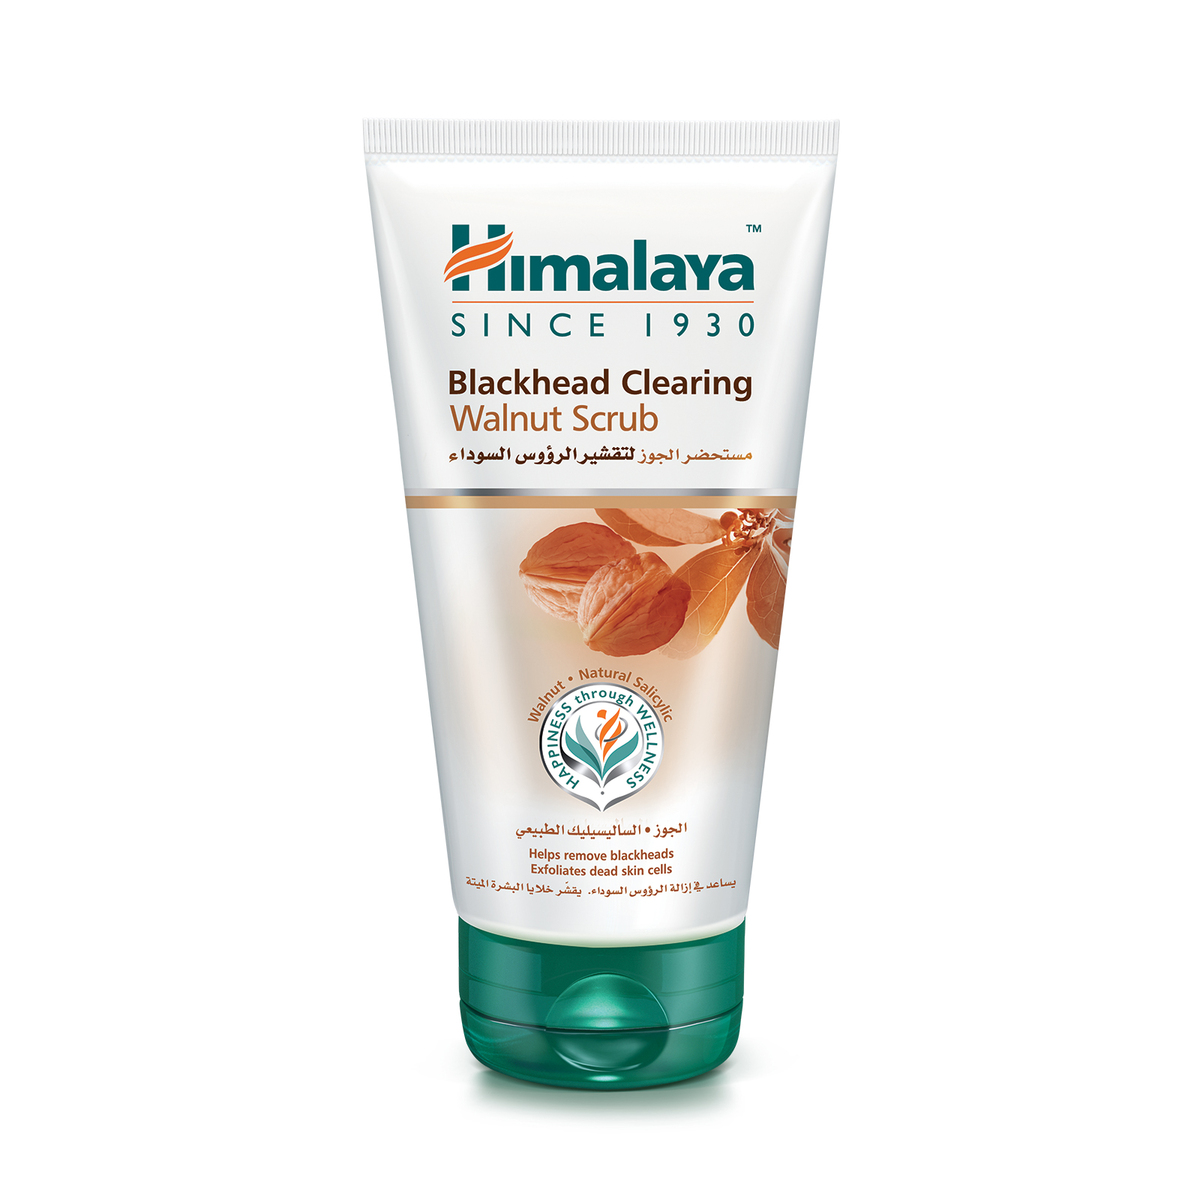 Himalaya™
SINCE 1930
Blackhead Clearing
Walnut Scrub
مستحضر الجوز لتقشير الرؤوس السوداء
Walnut • Natural Salicylic
HAPPINESS through WELLNESS
الجوز • الساليسيليك الطبيعي
Helps remove blackheads
Exfoliates dead skin cells
يساعد في إزالة الرؤوس السوداء. يقشّر خلايا البشرة الميتة